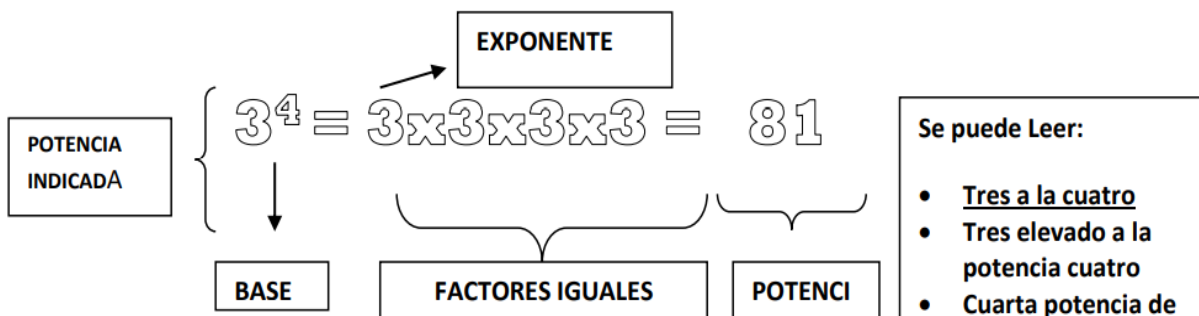 EXPONENTE
3⁴ = 3x3x3x3 = 81
POTENCIA
INDICADA
BASE
FACTORES IGUALES
POTENCI
Se puede Leer:
• Tres a la cuatro
• Tres elevado a la
potencia cuatro
• Cuarta potencia de